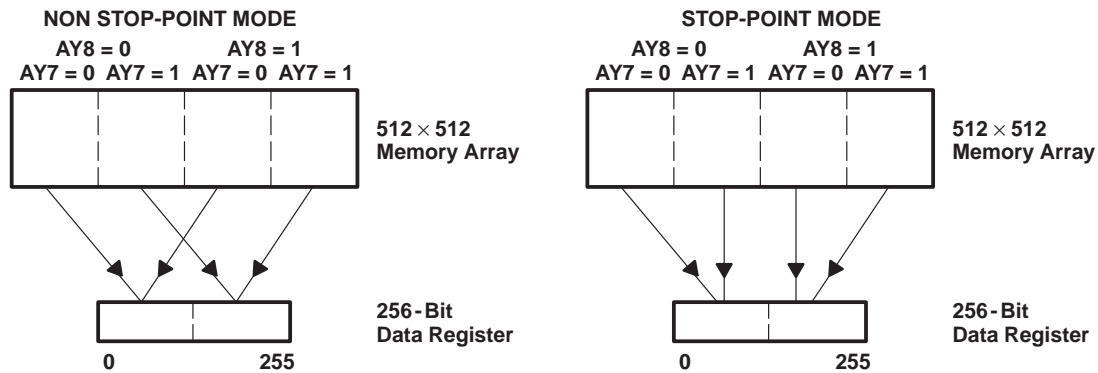 NON STOP-POINT MODE
AY8 = 0 AY8 = 1
AY7 = 0 AY7 = 1 AY7 = 0 AY7 = 1
512 × 512
Memory Array
256-Bit
Data Register
0 255
STOP-POINT MODE
AY8 = 0 AY8 = 1
AY7 = 0 AY7 = 1 AY7 = 0 AY7 = 1
512 × 512
Memory Array
256-Bit
Data Register
0 255